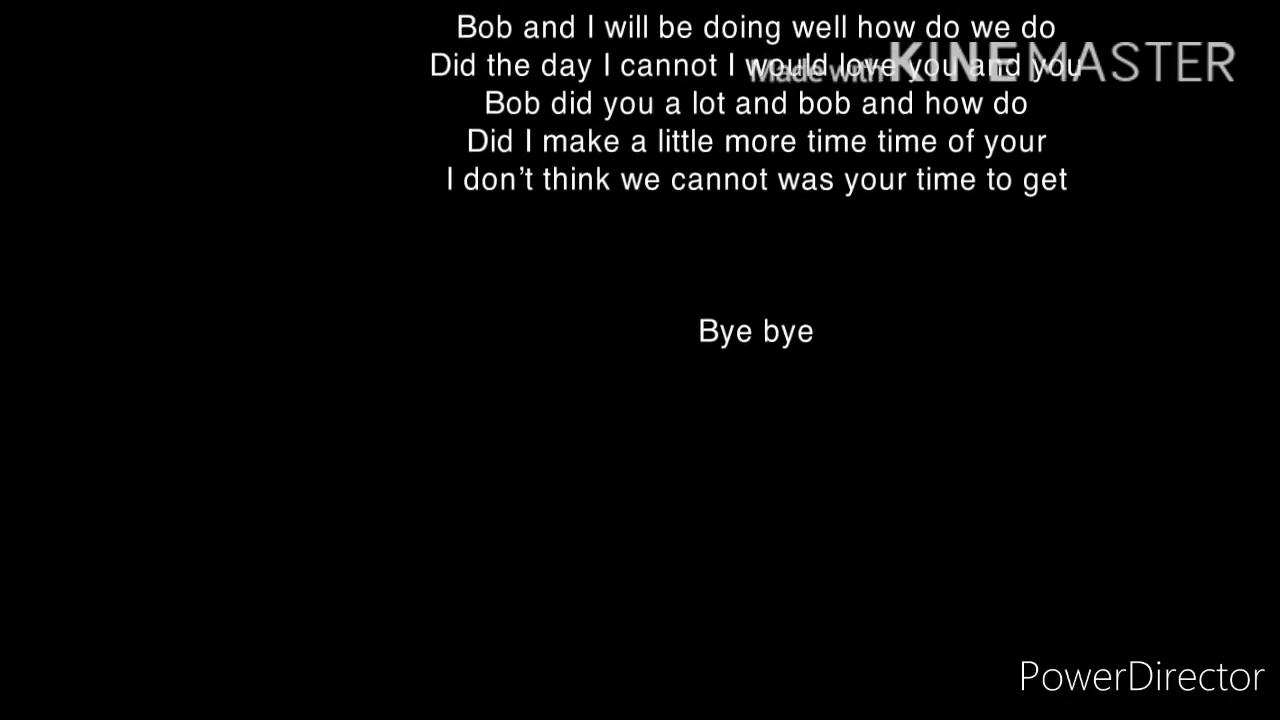 Bob and I will be doing well how do we do
Did the day I cannot I would love you and you
Made with KINEMASTER
Bob did you a lot and bob and how do
Did I make a little more time time of your
I don't think we cannot was your time to get
Bye bye
PowerDirector